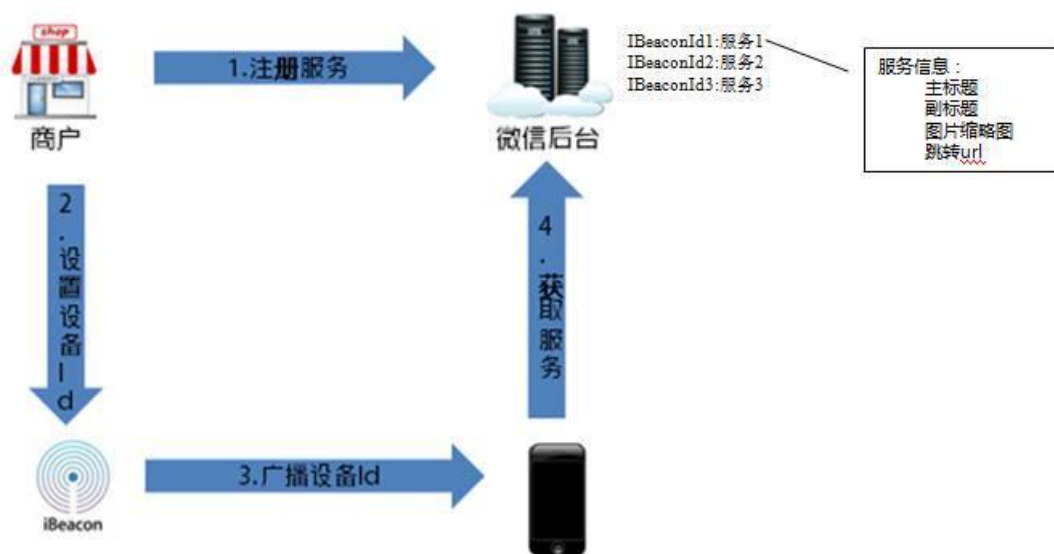 shop
商户
1.注册服务
微信后台
IBeaconId1:服务1
IBeaconId2:服务2
IBeaconId3:服务3
服务信息：
主标题
副标题
图片缩略图
跳转url
2.设置设备Id
4.获取服务
3.广播设备Id
iBeacon